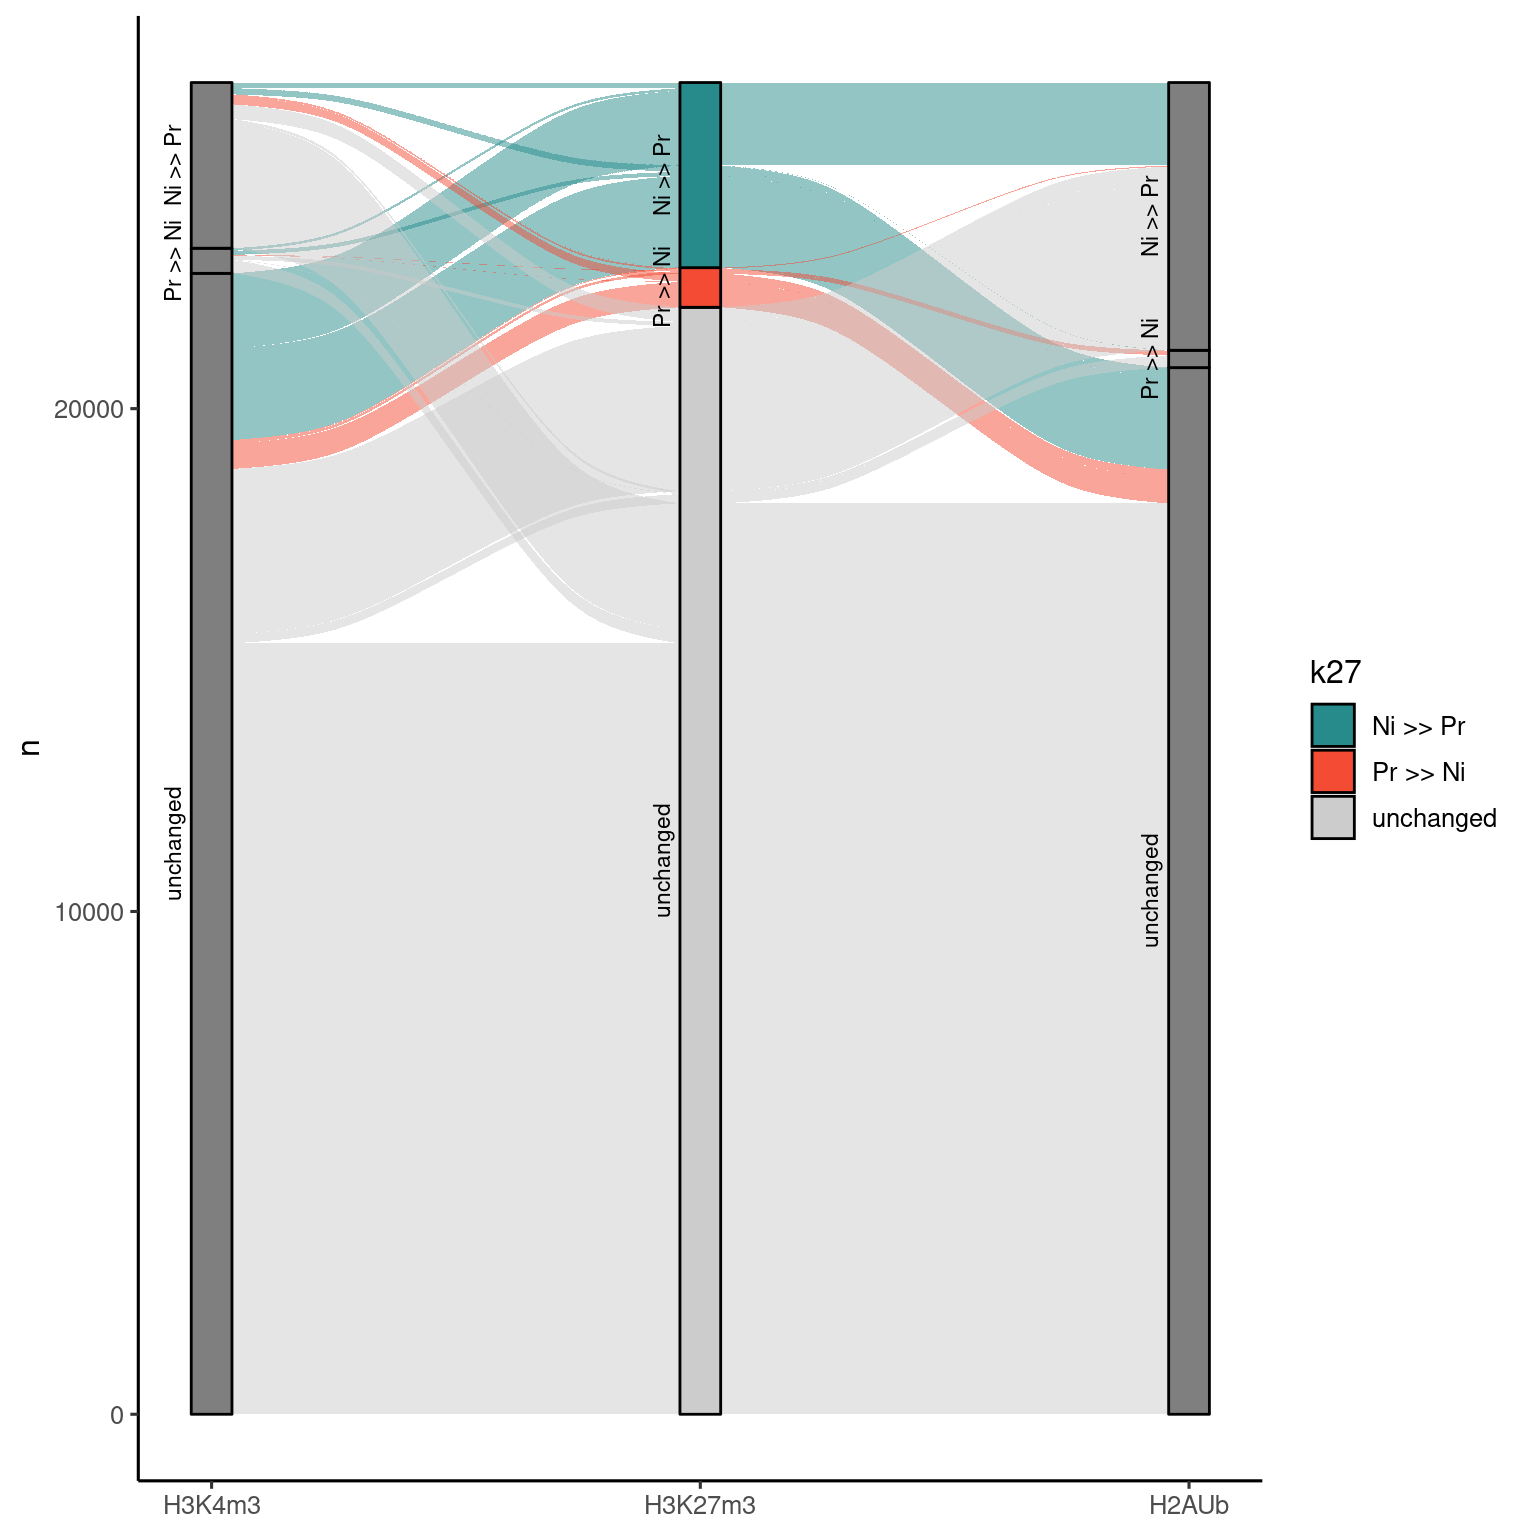 n
20000
10000
0
Ni >> Pr
Pr >> Ni
unchanged
Ni >> Pr
Pr >> Ni
unchanged
Ni >> Pr
Pr >> Ni
unchanged
H3K4m3
H3K27m3
H2AUb
k27
Ni >> Pr
Pr >> Ni
unchanged